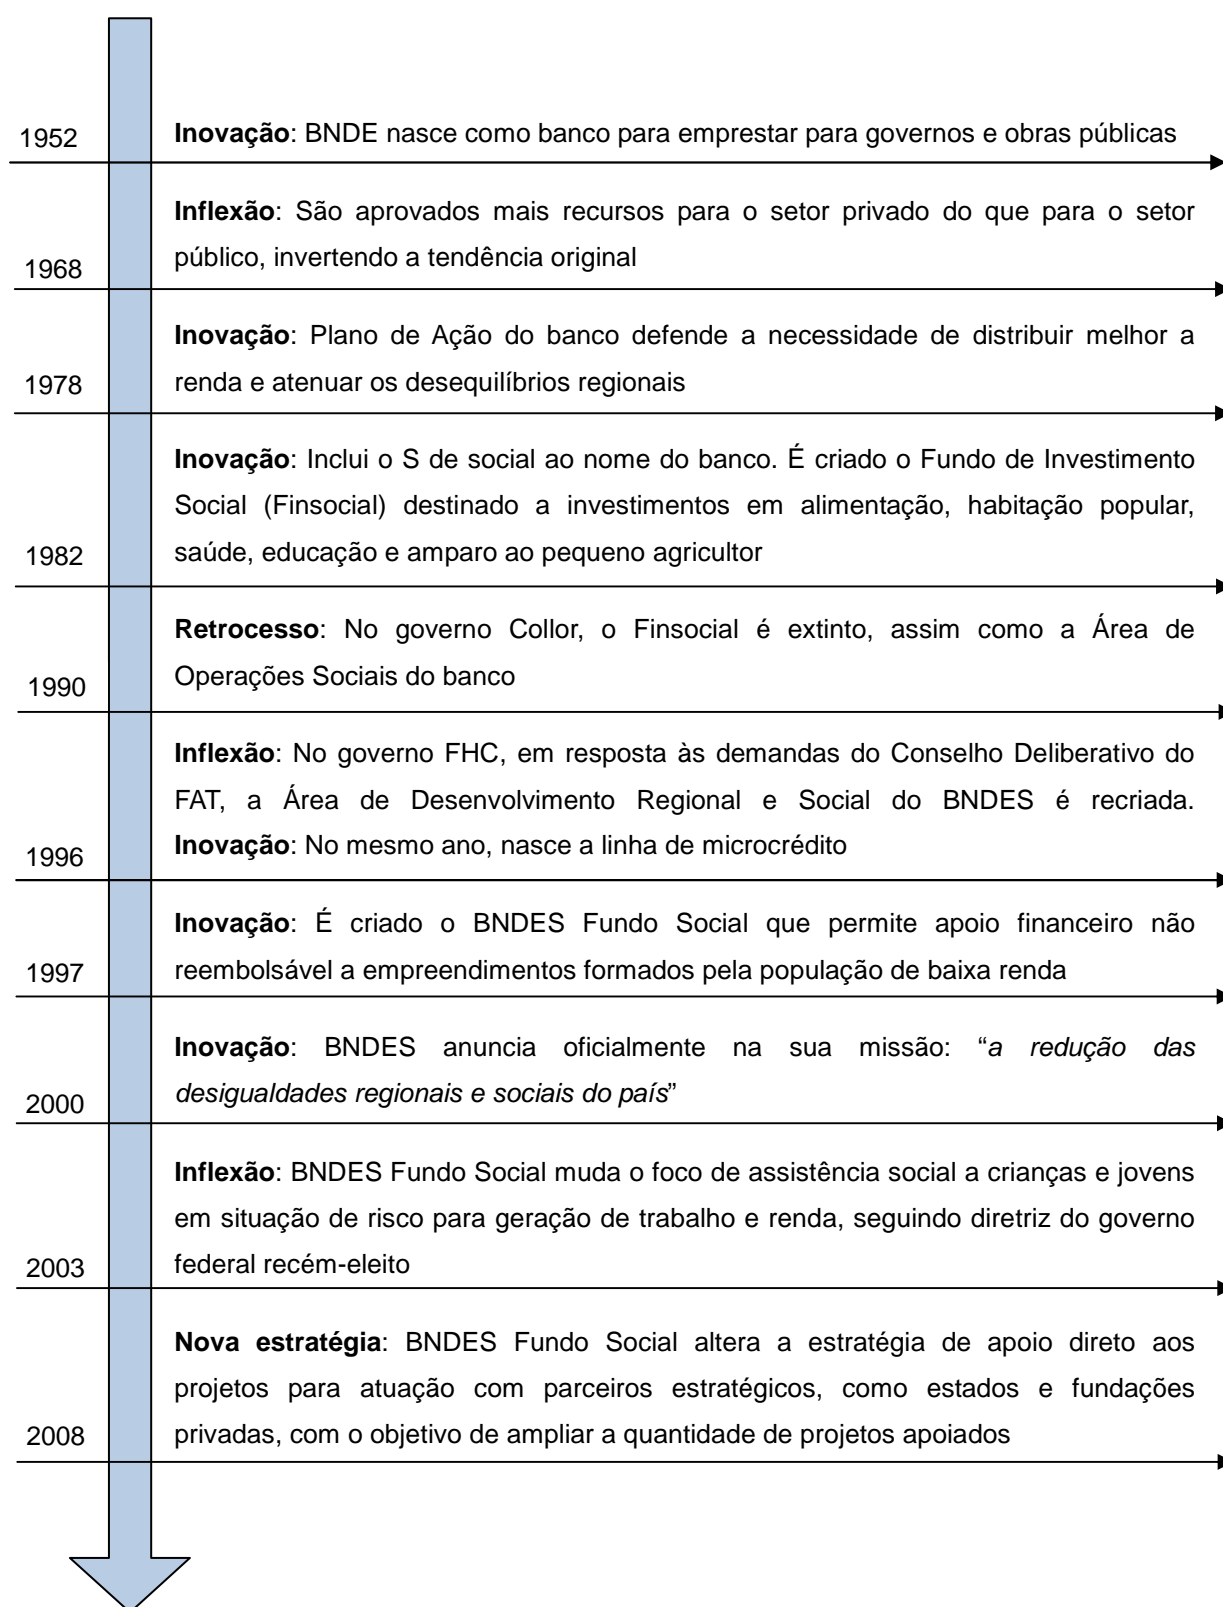 1952
Inovação: BNDE nasce como banco para emprestar para governos e obras públicas
Inflexão: São aprovados mais recursos para o setor privado do que para o setor
público, invertendo a tendência original
1968
Inovação: Plano de Ação do banco defende a necessidade de distribuir melhor a
renda e atenuar os desequilíbrios regionais
1978
Inovação: Inclui o S de social ao nome do banco. É criado o Fundo de Investimento
Social (Finsocial) destinado a investimentos em alimentação, habitação popular,
saúde, educação e amparo ao pequeno agricultor
1982
Retrocesso: No governo Collor, o Finsocial é extinto, assim como a Área de
Operações Sociais do banco
1990
Inflexão: No governo FHC, em resposta às demandas do Conselho Deliberativo do
FAT, a Área de Desenvolvimento Regional e Social do BNDES é recriada.
Inovação: No mesmo ano, nasce a linha de microcrédito
1996
Inovação: É criado o BNDES Fundo Social que permite apoio financeiro não
reembolsável a empreendimentos formados pela população de baixa renda
1997
Inovação: BNDES anuncia oficialmente na sua missão: “a redução das
desigualdades regionais e sociais do país”
2000
Inflexão: BNDES Fundo Social muda o foco de assistência social a crianças e jovens
em situação de risco para geração de trabalho e renda, seguindo diretriz do governo
federal recém-eleito
2003
Nova estratégia: BNDES Fundo Social altera a estratégia de apoio direto aos
projetos para atuação com parceiros estratégicos, como estados e fundações
privadas, com o objetivo de ampliar a quantidade de projetos apoiados
2008